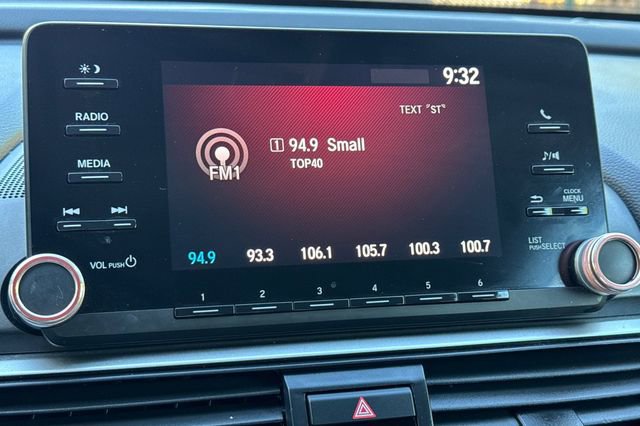 9:32
RADIO
TEXT "ST"
1 94.9 Small
TOP40
FM1
MEDIA
CLOCK
MENU
LIST
PUSH SELECT
VOL PUSH
94.9 93.3 106.1 105.7 100.3 100.7
1 2 3 4 5 6